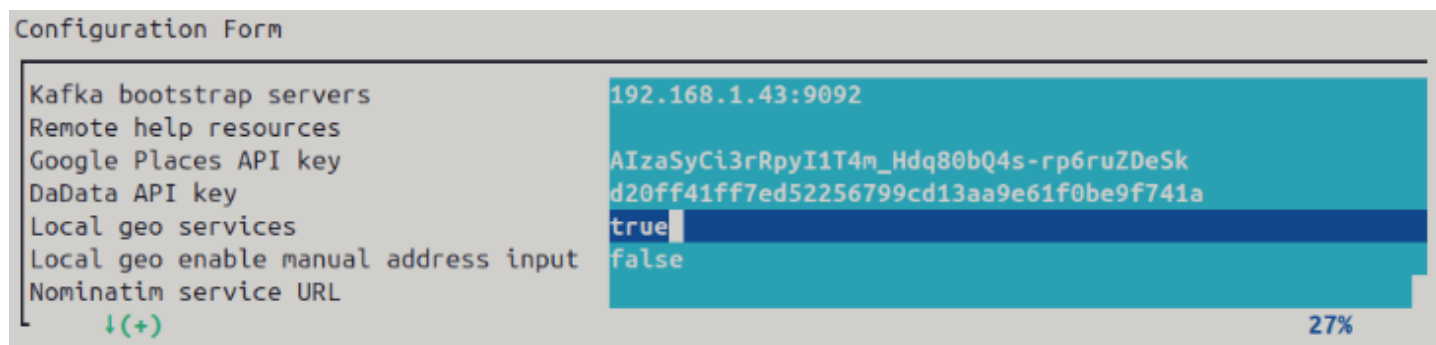 Configuration Form
Kafka bootstrap servers 192.168.1.43:9092
Remote help resources
Google Places API key AIzaSyCi3rRpyI1T4m_Hdq80bQ4s-rp6ruZDeSk
DaData API key d20ff41ff7ed52256799cd13aa9e61f0be9f741a
Local geo services true
Local geo enable manual address input false
Nominatim service URL
↓(+) 27%